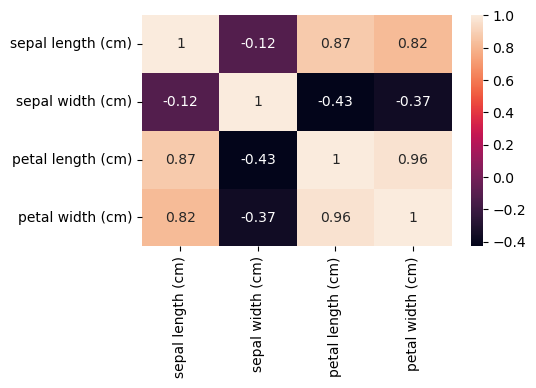 sepal length (cm) 1 -0.12 0.87 0.82
sepal width (cm) -0.12 1 -0.43 -0.37
petal length (cm) 0.87 -0.43 1 0.96
petal width (cm) 0.82 -0.37 0.96 1
sepal length (cm)
sepal width (cm)
petal length (cm)
petal width (cm)
1.0
0.8
0.6
0.4
0.2
0.0
−0.2
−0.4